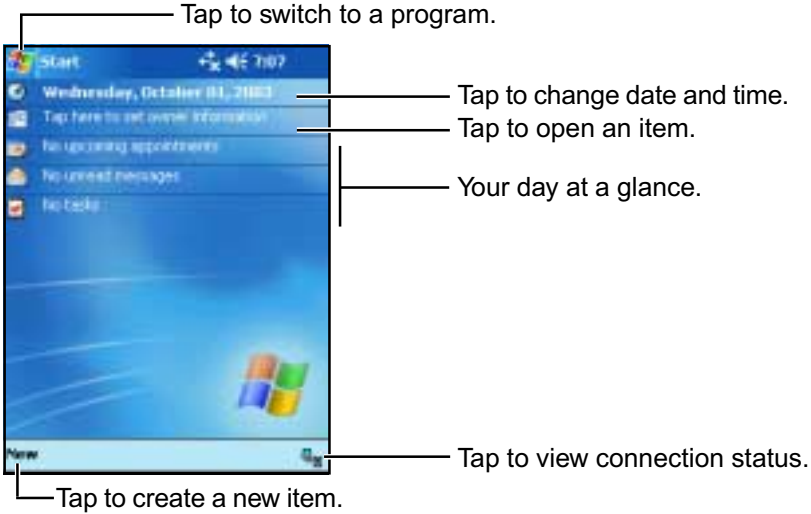 Tap to switch to a program.
Start 7:07
Wednesday, October 01, 2003
Tap to change date and time.
Tap here to set owner information
Tap to open an item.
No upcoming appointments
No unread messages
Your day at a glance.
No tasks
New
Tap to view connection status.
Tap to create a new item.